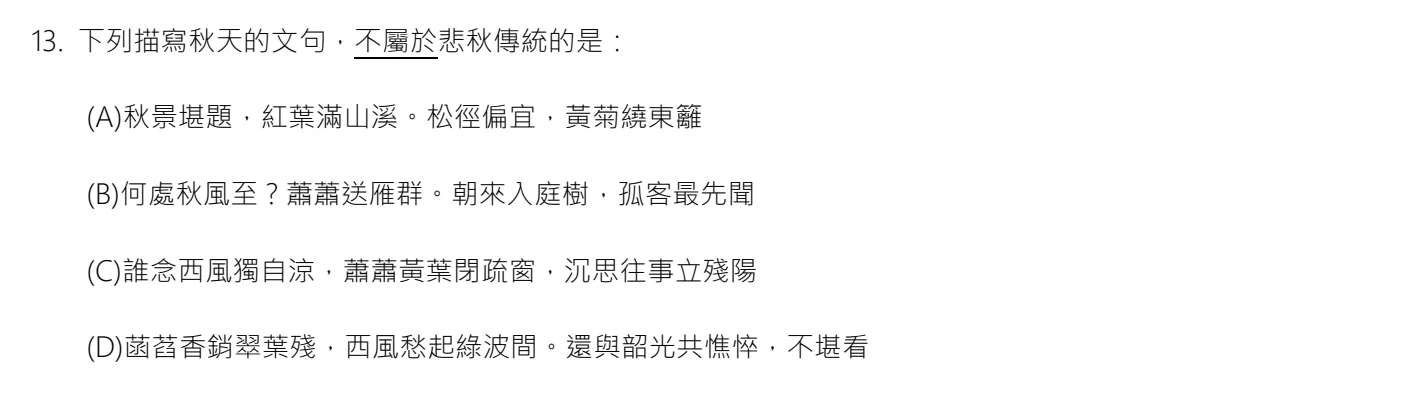 13. 下列描寫秋天的文句，不屬於悲秋傳統的是：
(A)秋景堪題，紅葉滿山溪。松徑偏宜，黃菊繞東籬
(B)何處秋風至？蕭蕭送雁群。朝來入庭樹，孤客最先聞
(C)誰念西風獨自涼，蕭蕭黃葉閉疏窗，沉思往事立殘陽
(D)菡萏香銷翠葉殘，西風愁起綠波間。還與韶光共憔悴，不堪看